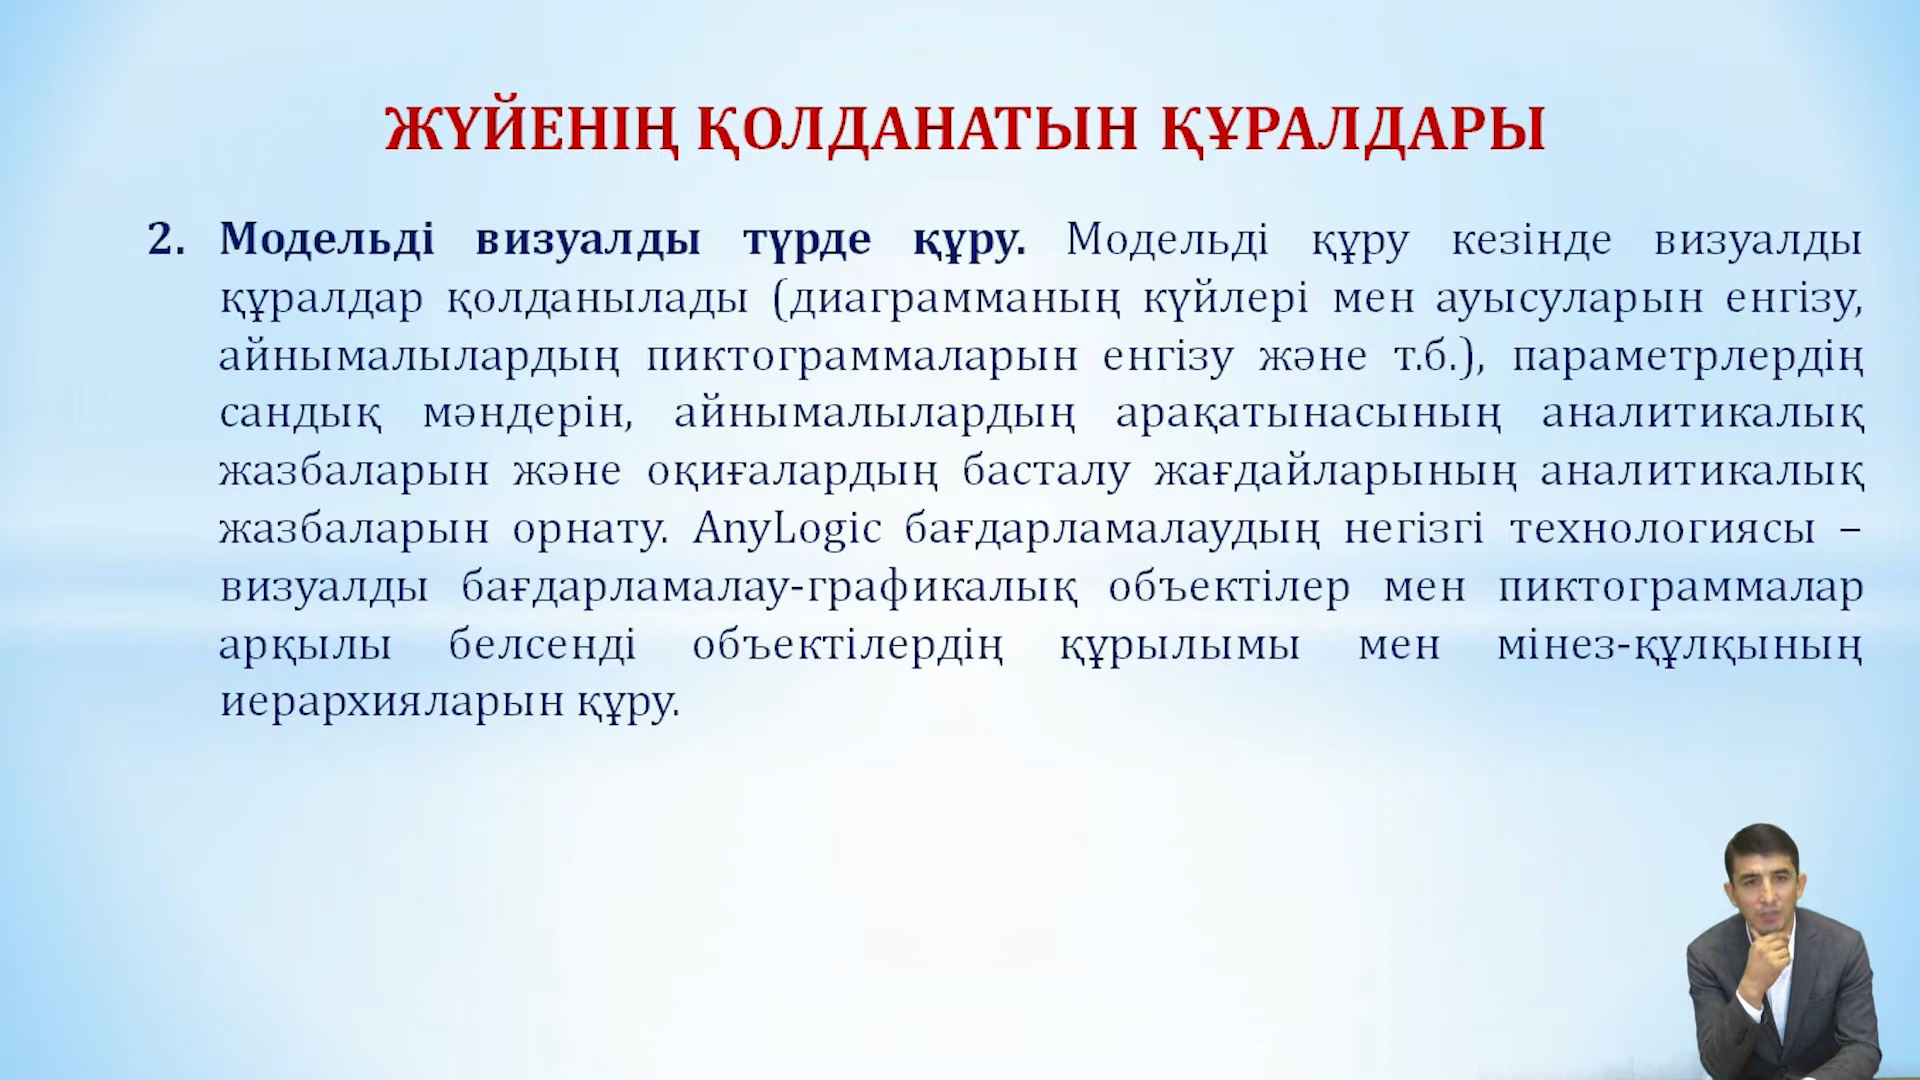 ЖҮЙЕНІҢ ҚОЛДАНАТЫН ҚҰРАЛДАРЫ
2. Модельді визуалды түрде құру. Модельді құру кезінде визуалды
құралдар қолданылады (диаграмманың күйлері мен ауысуларын енгізу,
айнымалылардың пиктограммаларын енгізу және т.б.), параметрлердің
сандық мәндерін, айнымалылардың арақатынасының аналитикалық
жазбаларын және оқиғалардың басталу жағдайларының аналитикалық
жазбаларын орнату. AnyLogic бағдарламалаудың негізгі технологиясы –
визуалды бағдарламалау-графикалық объектілер мен пиктограммалар
арқылы белсенді объектілердің құрылымы мен мінез-құлқының
иерархияларын құру.